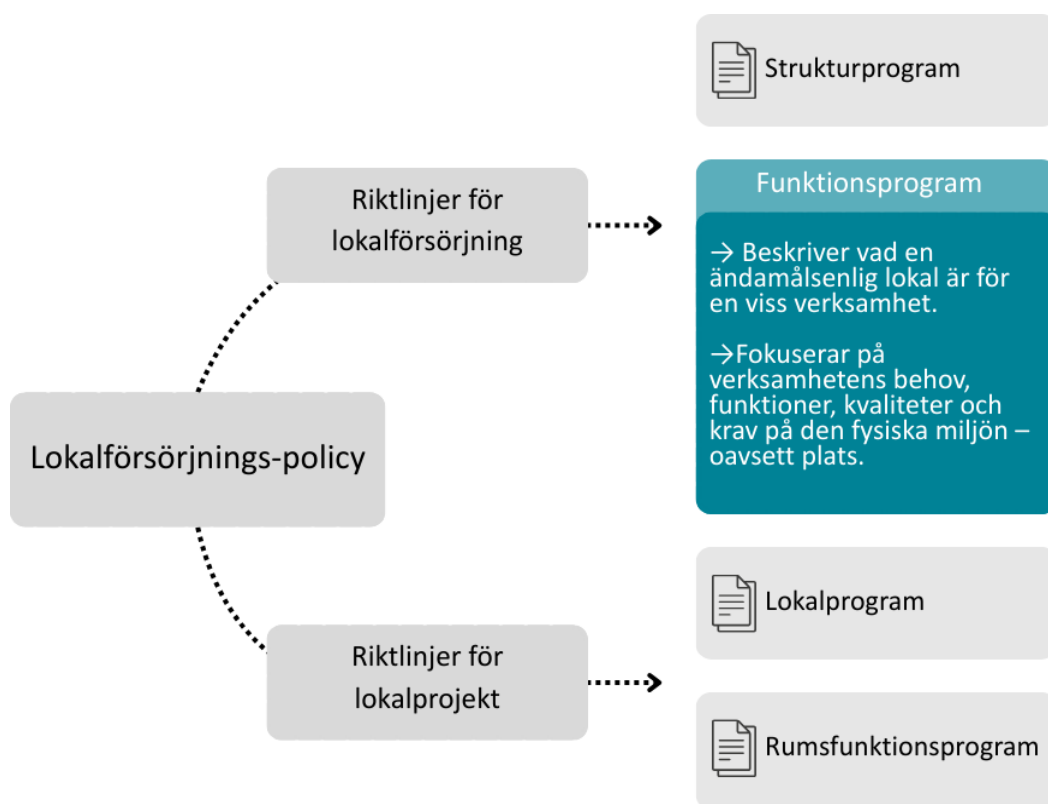 Strukturprogram
Riktlinjer för
lokalförsörjning
Funktionsprogram
→ Beskriver vad en
ändamålsenlig lokal är för
en viss verksamhet.
→Fokuserar på
verksamhetens behov,
funktioner, kvaliteter och
krav på den fysiska miljön –
oavsett plats.
Lokalförsörjnings-policy
Riktlinjer för
lokalprojekt
Lokalprogram
Rumsfunktionsprogram